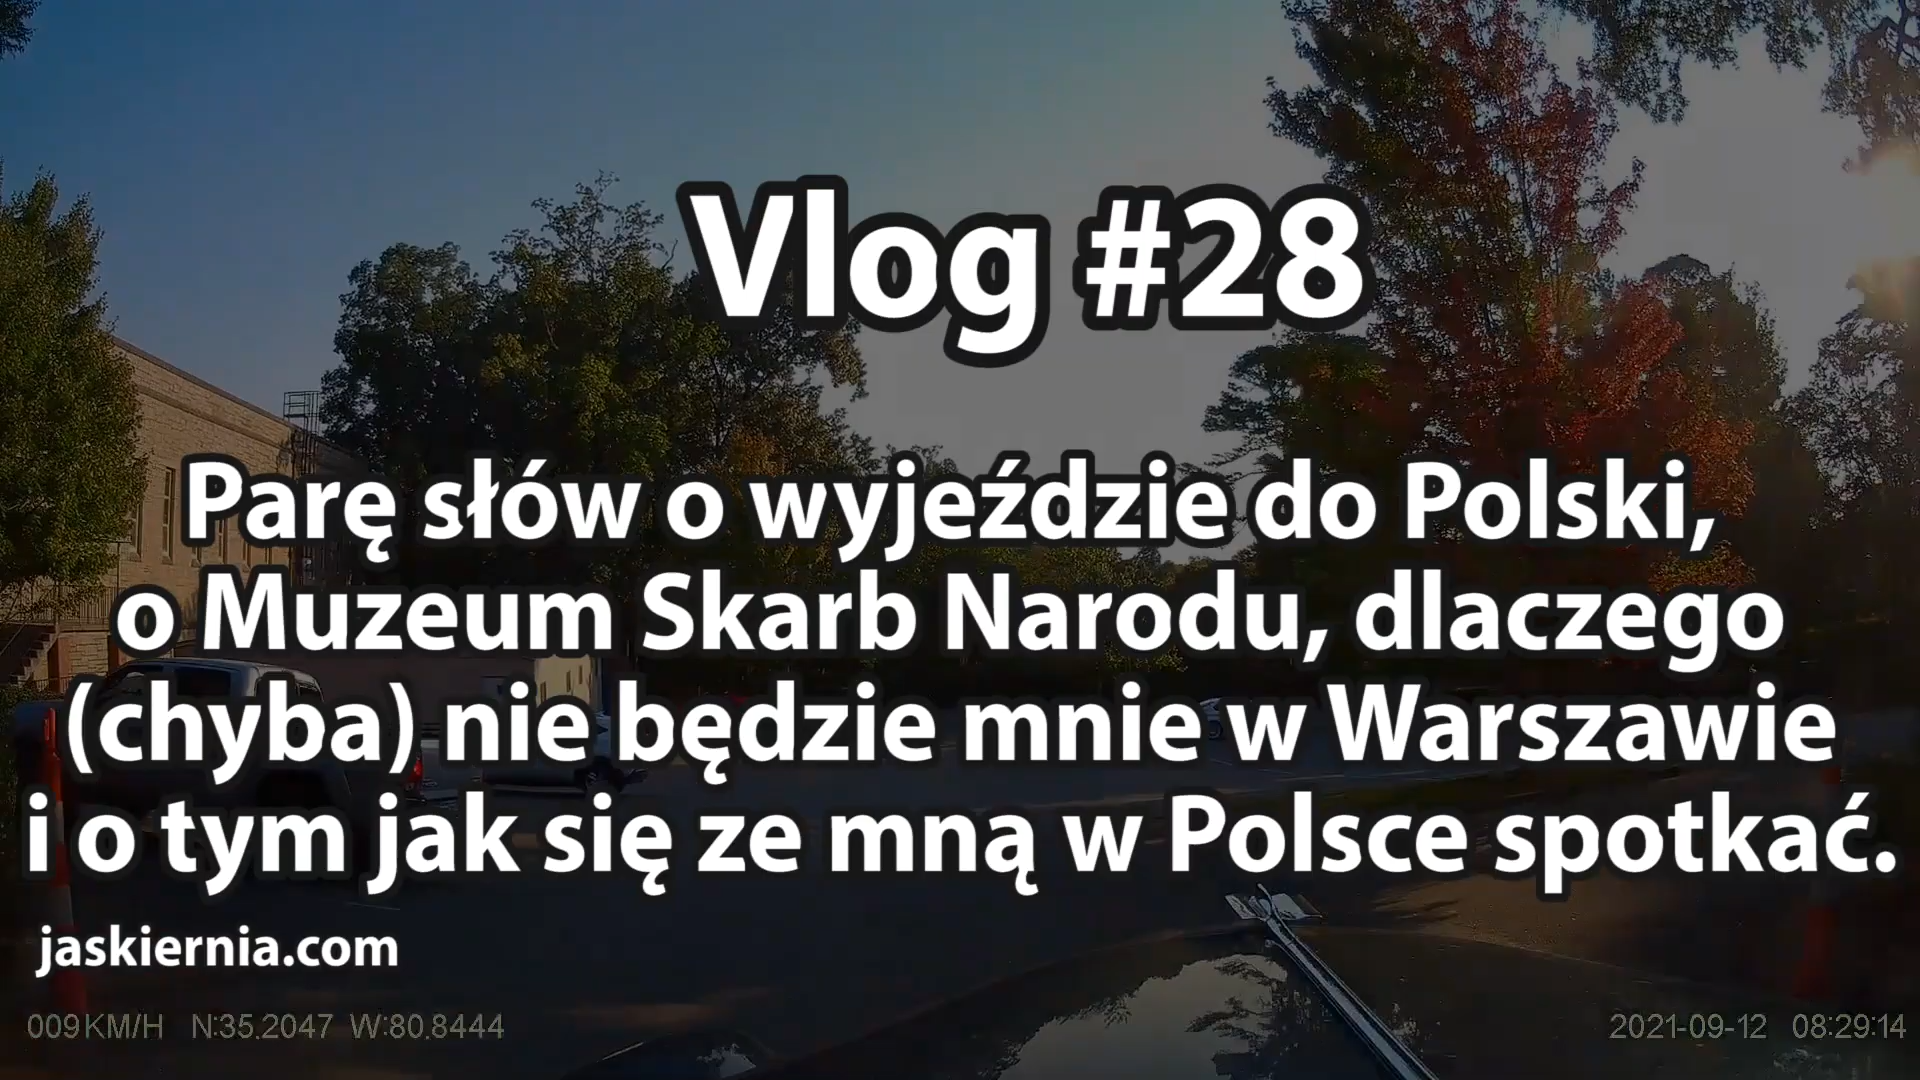 Vlog #28
Parę słów o wyjeździe do Polski,
o Muzeum Skarb Narodu, dlaczego
(chyba) nie będzie mnie w Warszawie
i o tym jak się ze mną w Polsce spotkać.
jaskiernia.com
009KM/H N:35.2047 W:80.8444
2021-09-12 08:29:14